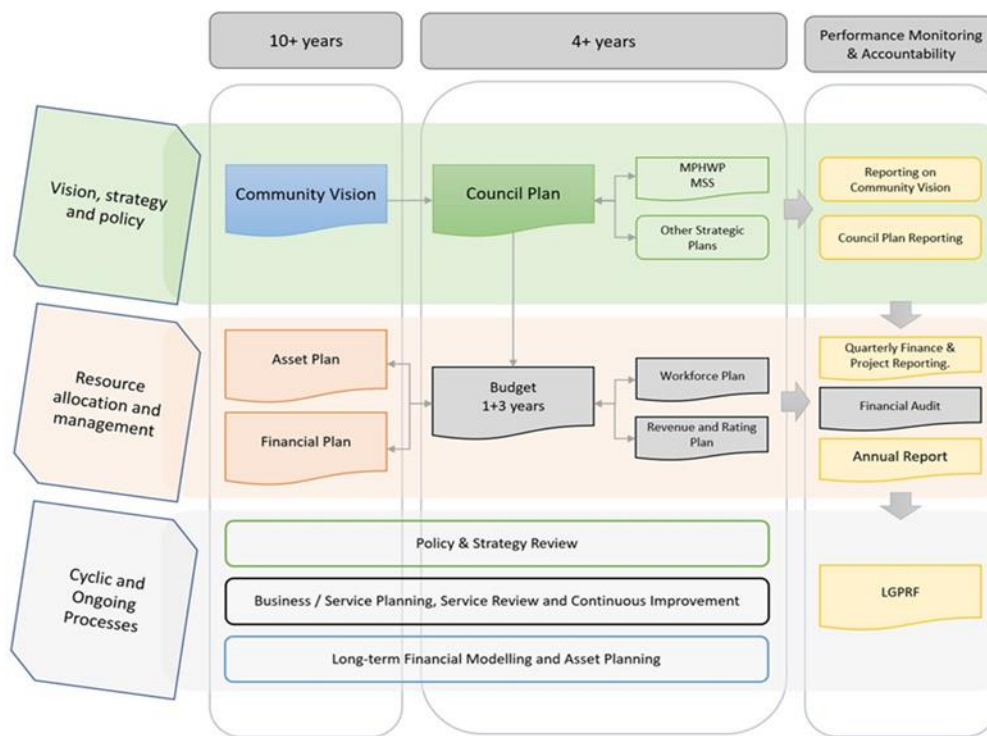 10+ years
4+ years
Performance Monitoring
& Accountability
Vision, strategy
and policy
Community Vision
Council Plan
MPHWP
MSS
Other Strategic
Plans
Reporting on
Community Vision
Council Plan Reporting
Resource
allocation and
management
Asset Plan
Financial Plan
Budget
1+3 years
Workforce Plan
Revenue and Rating
Plan
Quarterly Finance &
Project Reporting.
Financial Audit
Annual Report
Cyclic and
Ongoing
Processes
Policy & Strategy Review
Business / Service Planning, Service Review and Continuous Improvement
Long-term Financial Modelling and Asset Planning
LGPRF